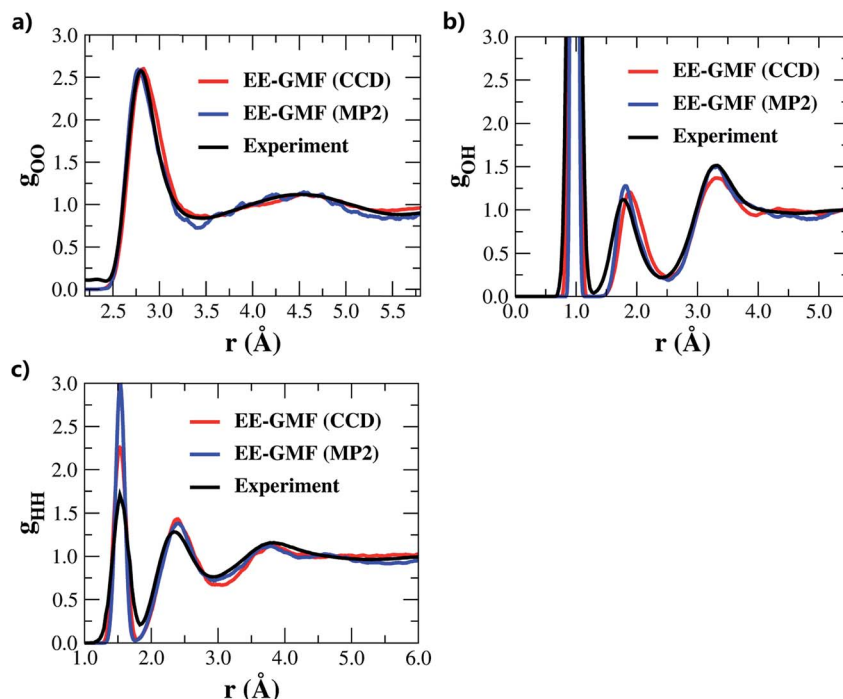 a)
3.0
2.5
2.0
1.5
1.0
0.5
0.0
gOO
EE-GMF (CCD)
EE-GMF (MP2)
Experiment
2.5 3.0 3.5 4.0 4.5 5.0 5.5
r (Å)
b)
3.0
2.5
2.0
1.5
1.0
0.5
0.0
gOH
EE-GMF (CCD)
EE-GMF (MP2)
Experiment
0.0 1.0 2.0 3.0 4.0 5.0
r (Å)
c)
3.0
2.5
2.0
1.5
1.0
0.5
0.0
gHH
EE-GMF (CCD)
EE-GMF (MP2)
Experiment
1.0 2.0 3.0 4.0 5.0 6.0
r (Å)